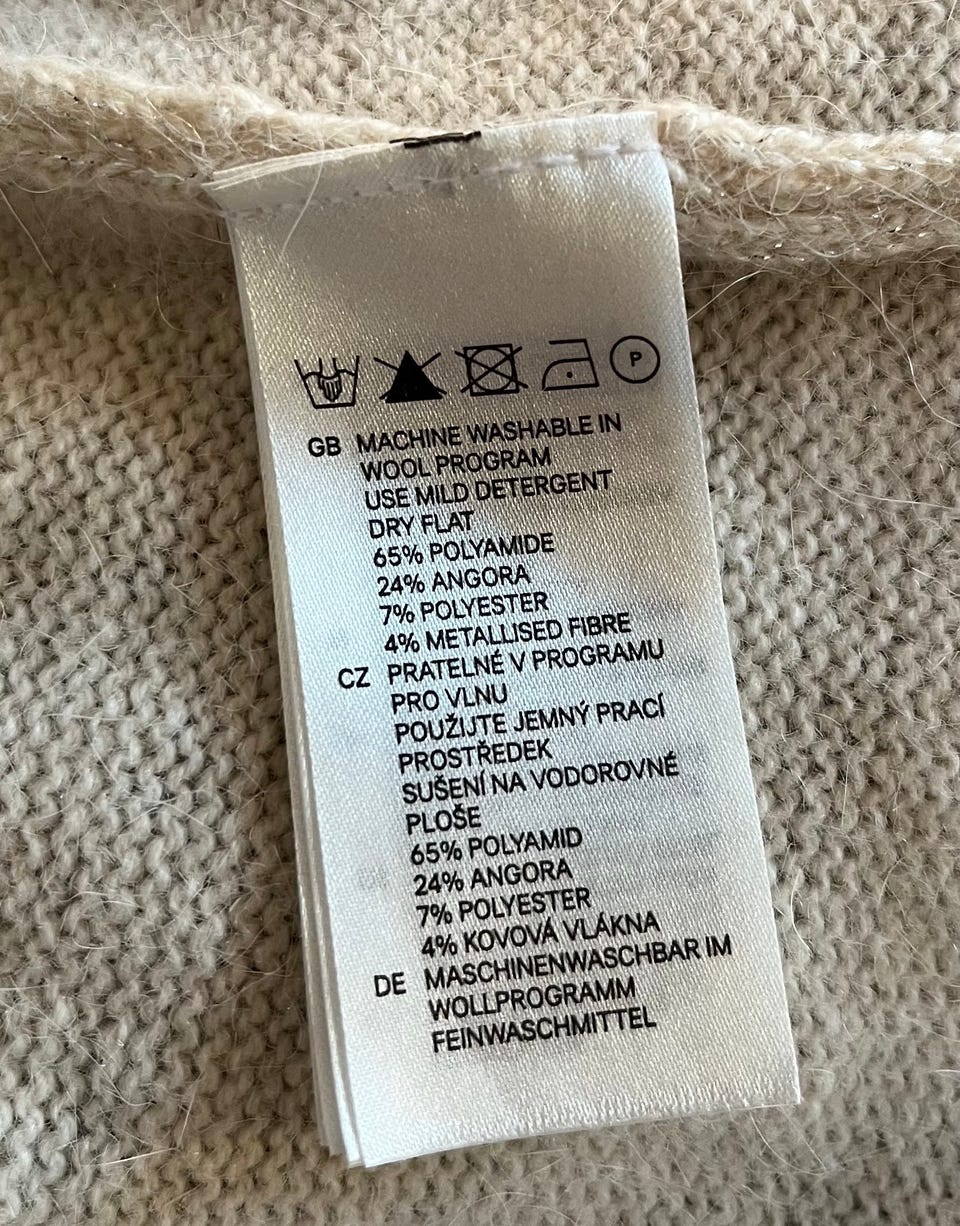 P
GB MACHINE WASHABLE IN
WOOL PROGRAM
USE MILD DETERGENT
DRY FLAT
65% POLYAMIDE
24% ANGORA
7% POLYESTER
4% METALLISED FIBRE
CZ PRATELNÉ V PROGRAMU
PRO VLNU
POUŽIJTE JEMNÝ PRACÍ
PROSTŘEDEK
SUŠENÍ NA VODOROVNÉ
PLOŠE
65% POLYAMID
24% ANGORA
7% POLYESTER
4% KOVOVÁ VLÁKNA
DE MASCHINENWASCHBAR IM
WOLLPROGRAMM
FEINWASCHMITTEL